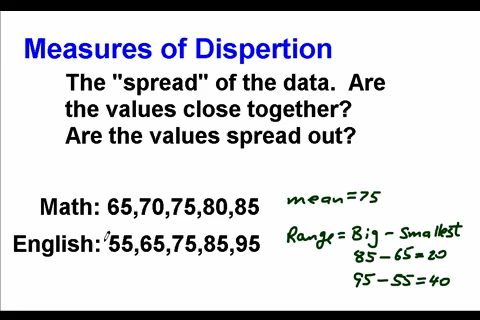 Measures of Dispertion
The "spread" of the data. Are
the values close together?
Are the values spread out?
Math: 65,70,75,80,85
mean=75
English: 55,65,75,85,95
Range = Big - Smallest
85-65=20
95-55=40